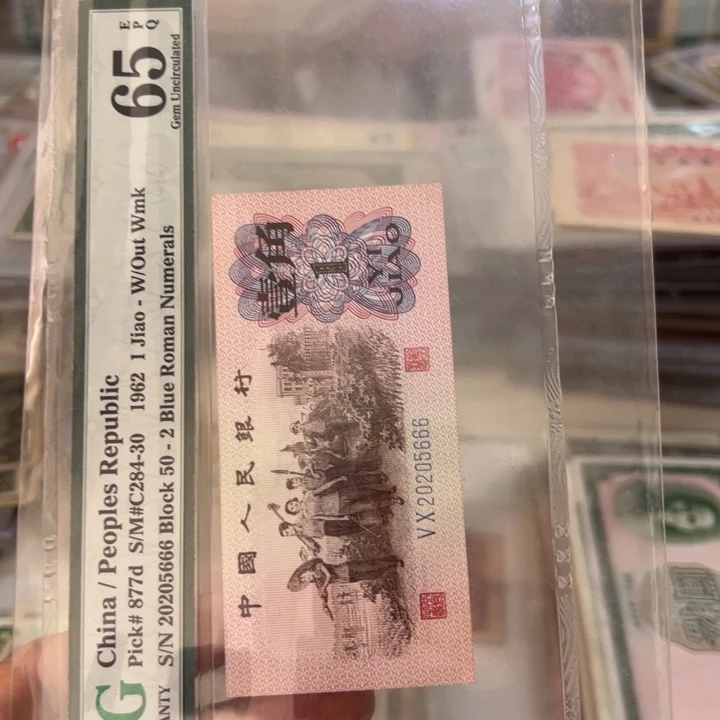 G
China / Peoples Republic
Pick# 877d S/M#C284-30 1962 1 Jiao - W/Out Wmk
S/N 20205666 Block 50 - 2 Blue Roman Numerals
ANTY
65 EPQ
Gem Uncirculated
中國人民銀行
壹角
1
YI JIAO
VX 20205666